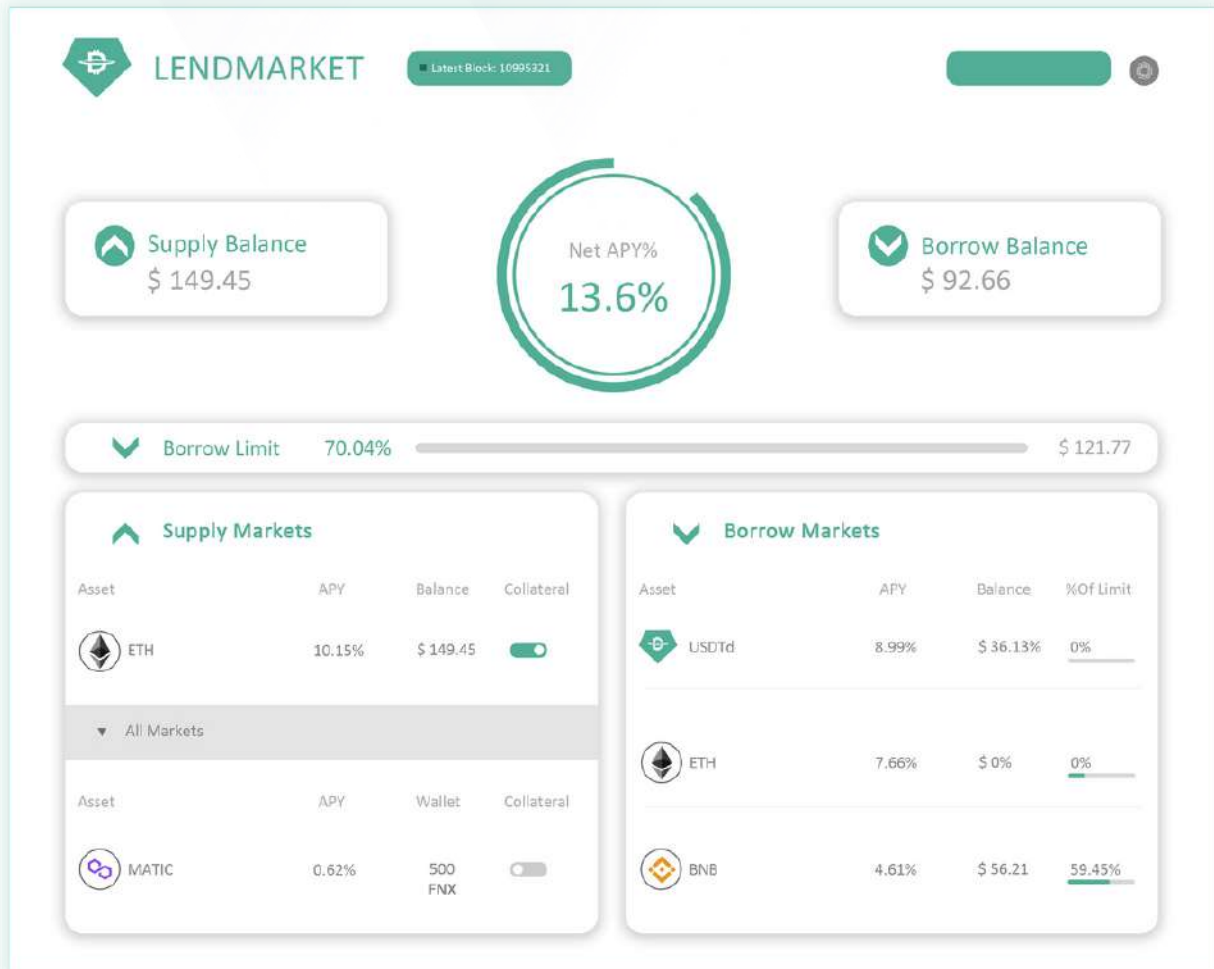 LENDMARKET
Latest Block: 10995321
Supply Balance
$ 149.45
Net APY%
13.6%
Borrow Balance
$ 92.66
Borrow Limit 70.04% $ 121.77
Supply Markets
Asset APY Balance Collateral
ETH 10.15% $ 149.45
All Markets
Asset APY Wallet Collateral
MATIC 0.62% 500
FNX
Borrow Markets
Asset APY Balance %Of Limit
USDTd 8.99% $ 36.13% 0%
ETH 7.66% $ 0% 0%
BNB 4.61% $ 56.21 59.45%